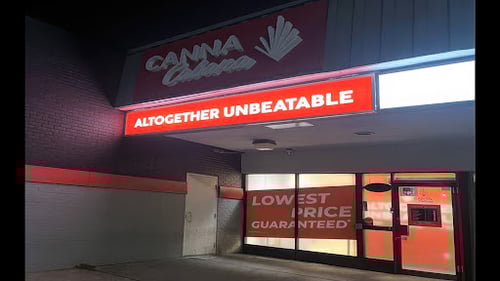 CANNA
Cabana
ALTOGETHER UNBEATABLE
LOWEST
PRICE
GUARANTEED*